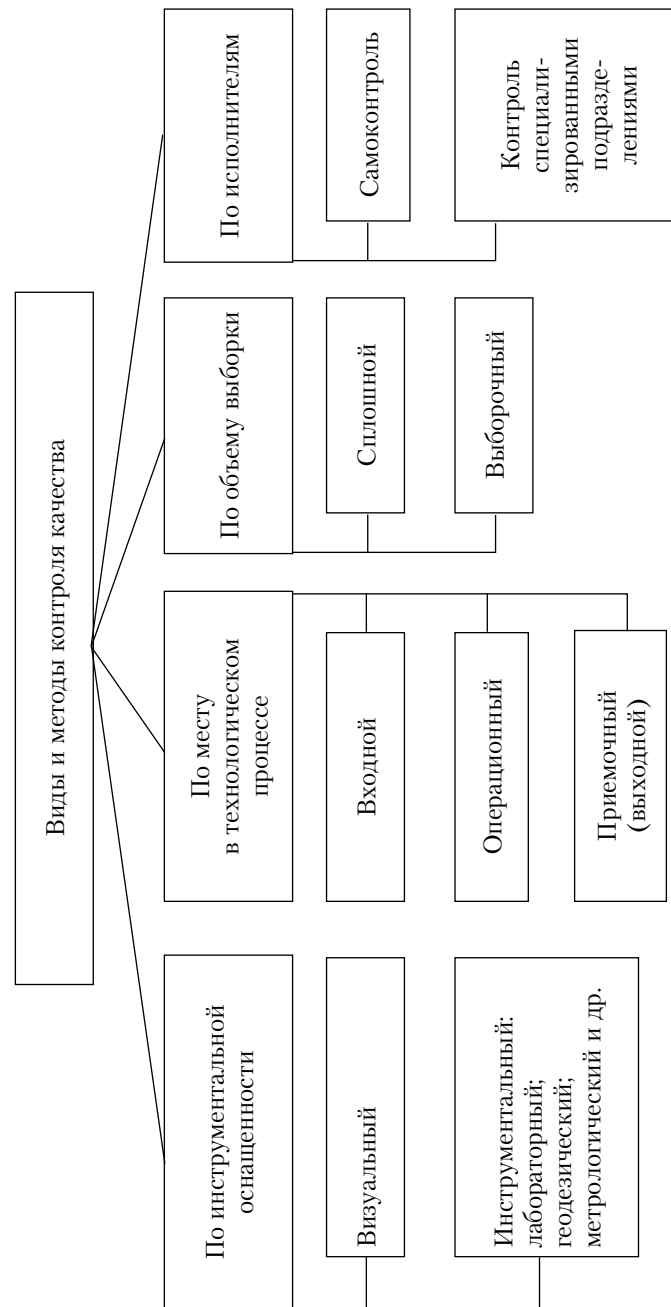 Виды и методы контроля качества
По инструментальной
оснащенности
Визуальный
Инструментальный:
лабораторный;
геодезический;
метрологический и др.
По месту
в технологическом
процессе
Входной
Операционный
Приемочный
(выходной)
По объему выборки
Сплошной
Выборочный
По исполнителям
Самоконтроль
Контроль
специали-
зированными
подразде-
лениями